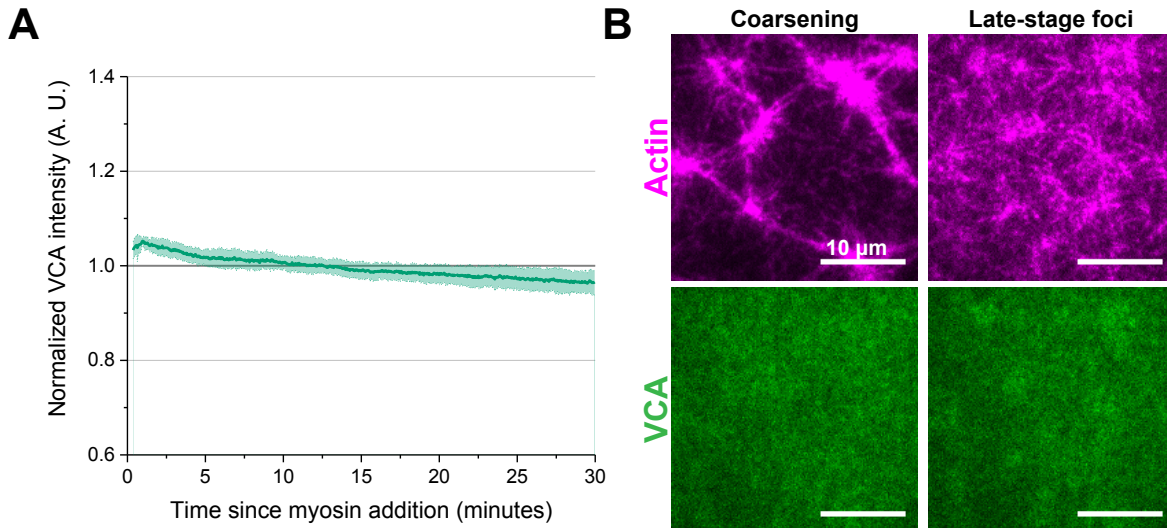 A
Normalized VCA intensity (A. U.)
1.4
1.2
1.0
0.8
0.6
0
5
10
15
20
25
30
Time since myosin addition (minutes)
B
Coarsening
Late-stage foci
Actin
10 µm
VCA